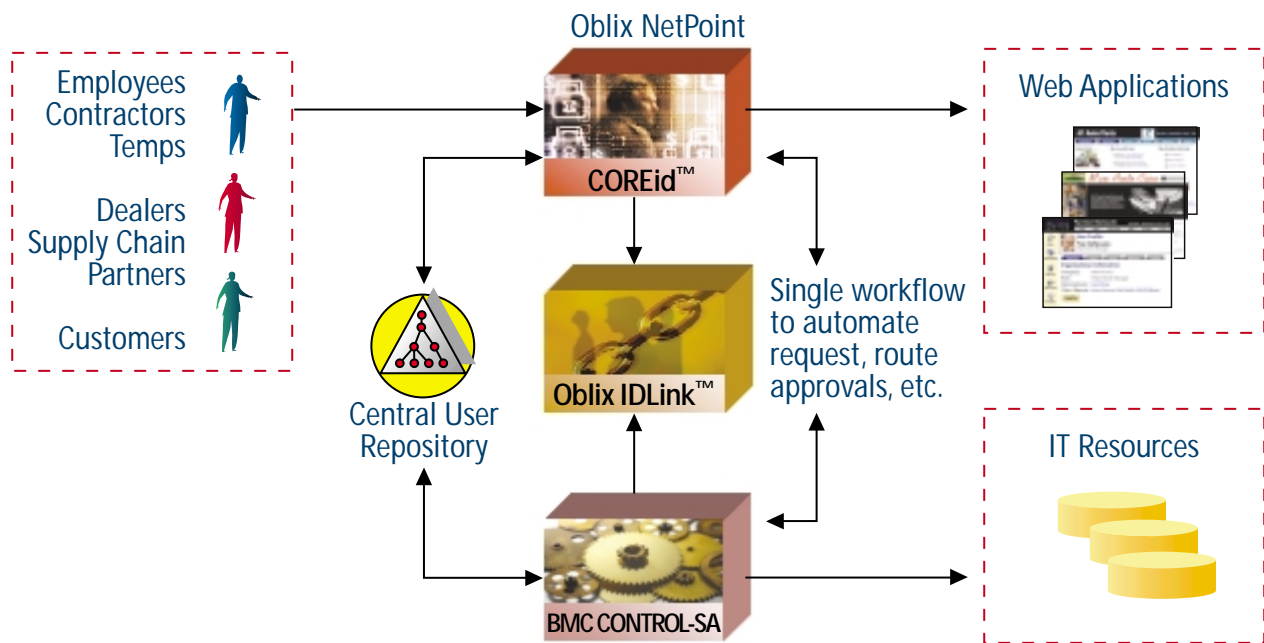 Oblix NetPoint
Employees
Contractors
Temps
Dealers
Supply Chain
Partners
Customers
COREid™
Web Applications
Oblix IDLink™
Single workflow
to automate
request, route
approvals, etc.
Central User
Repository
IT Resources
BMC CONTROL-SA